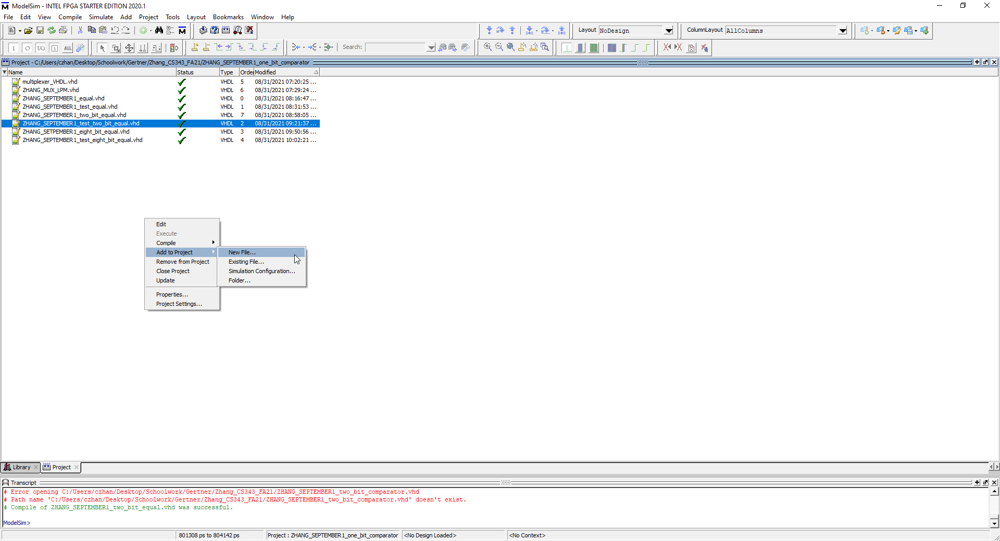 ModelSim - INTEL FPGA STARTER EDITION 2020.1
File Edit View Compile Simulate Add Project Tools Layout Bookmarks Window Help
Layout NoDesign ColumnLayout AllColumns
Search:
Project - C:/Users/czhan/Desktop/Schoolwork/Gertner/Zhang_CS343_FA21/ZHANG_SEPTEMBER1_one_bit_comparator
Name Status Type Order Modified
multiplexer_VHDL.vhd VHDL 5 08/31/2021 07:20:25 ...
ZHANG_MUX_LPM.vhd VHDL 6 08/31/2021 07:29:24 ...
ZHANG_SEPTEMBER1_equal.vhd VHDL 0 08/31/2021 08:16:47 ...
ZHANG_SEPTEMBER1_test_equal.vhd VHDL 1 08/31/2021 08:31:53 ...
ZHANG_SEPTEMBER1_two_bit_equal.vhd VHDL 7 08/31/2021 08:58:05 ...
ZHANG_SEPTEMBER1_test_two_bit_equal.vhd VHDL 2 08/31/2021 09:21:37 ...
ZHANG_SETPEMBER1_eight_bit_equal.vhd VHDL 3 08/31/2021 09:50:56 ...
ZHANG_SEPTEMBER1_test_eight_bit_equal.vhd VHDL 4 08/31/2021 10:02:21 ...
Edit
Execute
Compile
Add to Project
Remove from Project
Close Project
Update
Properties...
Project Settings...
New File...
Existing File...
Simulation Configuration...
Folder...
Library Project
Transcript
# Error opening C:/Users/czhan/Desktop/Schoolwork/Gertner/Zhang_CS343_FA21/ZHANG_SEPTEMBER1_two_bit_comparator.vhd
# Path name 'C:/Users/czhan/Desktop/Schoolwork/Gertner/Zhang_CS343_FA21/ZHANG_SEPTEMBER1_two_bit_comparator.vhd' doesn't exist.
# Compile of ZHANG_SEPTEMBER1_two_bit_equal.vhd was successful.
ModelSim>
801308 ps to 804142 ps Project : ZHANG_SEPTEMBER1_one_bit_comparator <No Design Loaded> <No Context>